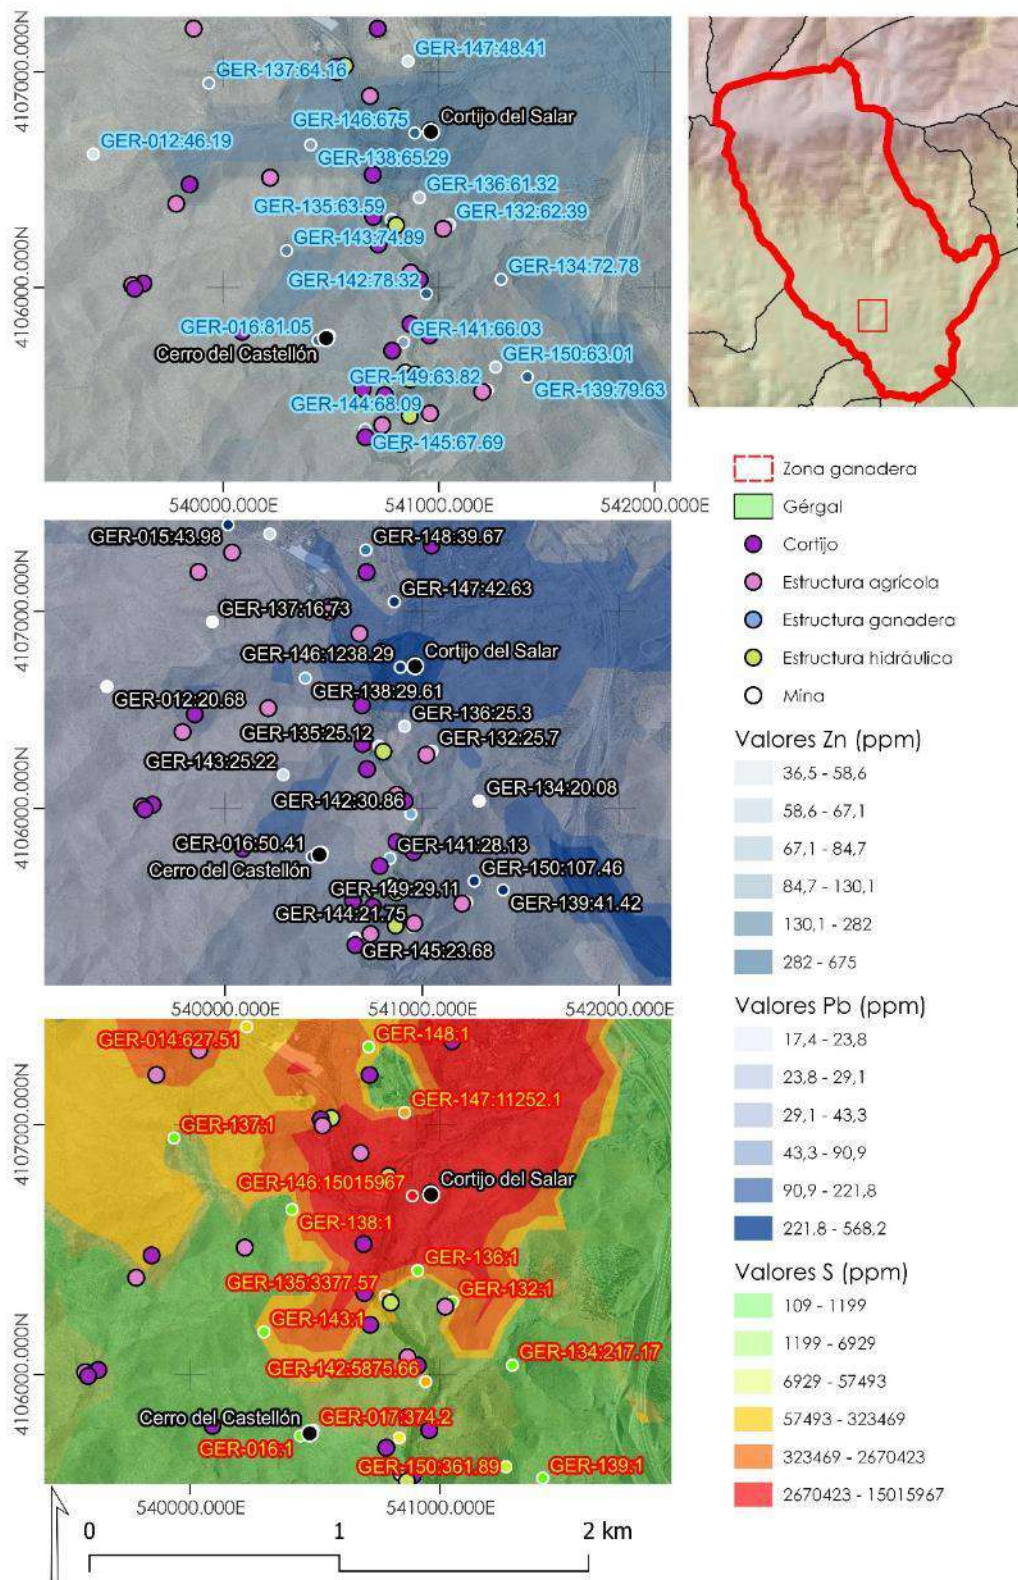 4107000.000N
4106000.000N
GER-147:48.41
GER-137:64.16
Cortijo del Salar
GER-146:675
GER-012:46.19
GER-138:65.29
GER-136:61.32
GER-135:63.59
GER-132:62.39
GER-143:74.89
GER-134:72.78
GER-142:78.32
GER-016:81.05
GER-141:66.03
Cerro del Castellón
GER-150:63.01
GER-149:63.82
GER-139:79.63
GER-144:68.09
GER-145:67.69
540000.000E 541000.000E 542000.000E
4107000.000N
4106000.000N
GER-015:43.98
GER-148:39.67
GER-147:42.63
GER-137:16.73
GER-146:1238.29
Cortijo del Salar
GER-012:20.68
GER-138:29.61
GER-136:25.3
GER-135:25.12
GER-132:25.7
GER-143:25.22
GER-142:30.86
GER-134:20.08
GER-016:50.41
GER-141:28.13
Cerro del Castellón
GER-150:107.46
GER-149:29.11
GER-139:41.42
GER-144:21.75
GER-145:23.68
540000.000E 541000.000E 542000.000E
4107000.000N
4106000.000N
GER-014:627.51
GER-148:1
GER-147:11252.1
GER-137:1
GER-146:15015967
Cortijo del Salar
GER-138:1
GER-136:1
GER-135:3377.57
GER-132:1
GER-143:1
GER-142:5875.66
GER-134:217.17
Cerro del Castellón
GER-017:374.2
GER-016:1
GER-150:361.89
GER-139:1
540000.000E 541000.000E
0 1 2 km
Zona ganadera
Gérgal
Cortijo
Estructura agrícola
Estructura ganadera
Estructura hidráulica
Mina
Valores Zn (ppm)
36,5 - 58,6
58,6 - 67,1
67,1 - 84,7
84,7 - 130,1
130,1 - 282
282 - 675
Valores Pb (ppm)
17,4 - 23,8
23,8 - 29,1
29,1 - 43,3
43,3 - 90,9
90,9 - 221,8
221,8 - 568,2
Valores S (ppm)
109 - 1199
1199 - 6929
6929 - 57493
57493 - 323469
323469 - 2670423
2670423 - 15015967